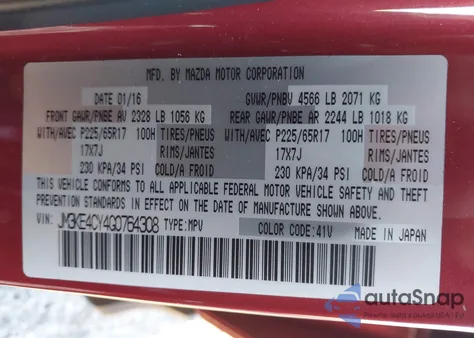 MFD. BY MAZDA MOTOR CORPORATION
DATE 01/16 GVWR/PNBV 4566 LB 2071 KG
FRONT GAWR/PNBE AV 2328 LB 1056 KG REAR GAWR/PNBE AR 2244 LB 1018 KG
WITH/AVEC P225/65R17 100H TIRES/PNEUS WITH/AVEC P225/65R17 100H TIRES/PNEUS
17X7J RIMS/JANTES 17X7J RIMS/JANTES
230 KPA/34 PSI COLD/A FROID 230 KPA/34 PSI COLD/A FROID
THIS VEHICLE CONFORMS TO ALL APPLICABLE FEDERAL MOTOR VEHICLE SAFETY AND THEFT
PREVENTION STANDARDS IN EFFECT ON THE DATE OF MANUFACTURE SHOWN ABOVE.
VIN: JM3KE4CY4G0764308 TYPE: MPV COLOR CODE: 41V MADE IN JAPAN
autoSnap